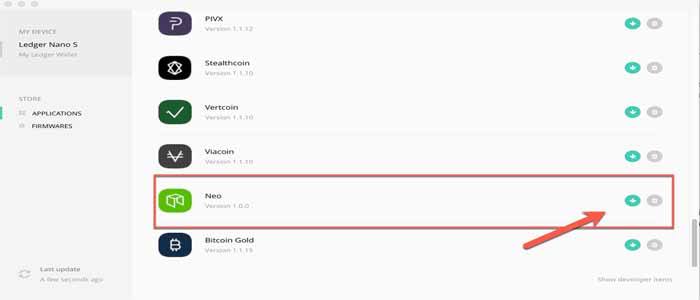 MY DEVICE
Ledger Nano S
My Ledger Wallet
STORE
APPLICATIONS
FIRMWARES
Last update
A few seconds ago
PIVX
Version 1.1.12
Stealthcoin
Version 1.1.10
Vertcoin
Version 1.1.10
Viacoin
Version 1.1.10
Neo
Version 1.0.0
Bitcoin Gold
Version 1.1.15
Show developer items